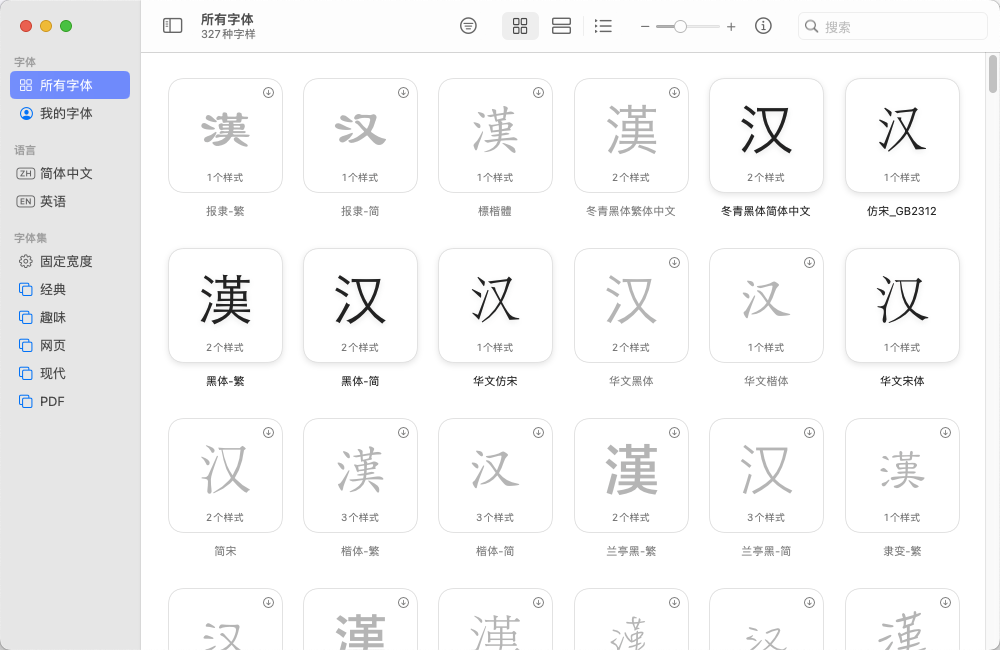 所有字体
327种字样
搜索
字体
所有字体
我的字体
语言
ZH 简体中文
EN 英语
字体集
固定宽度
经典
趣味
网页
现代
PDF
漢 汉 漢 漢 汉 汉
1个样式 1个样式 1个样式 2个样式 2个样式 1个样式
报隶-繁 报隶-简 標楷體 冬青黑体繁体中文 冬青黑体简体中文 仿宋_GB2312
漢 汉 汉 汉 汉 汉
2个样式 2个样式 1个样式 2个样式 1个样式 1个样式
黑体-繁 黑体-简 华文仿宋 华文黑体 华文楷体 华文宋体
汉 漢 汉 漢 汉 漢
2个样式 3个样式 3个样式 2个样式 3个样式 1个样式
简宋 楷体-繁 楷体-简 兰亭黑-繁 兰亭黑-简 隶变-繁
汉 漢 漢 漢 汉 漢